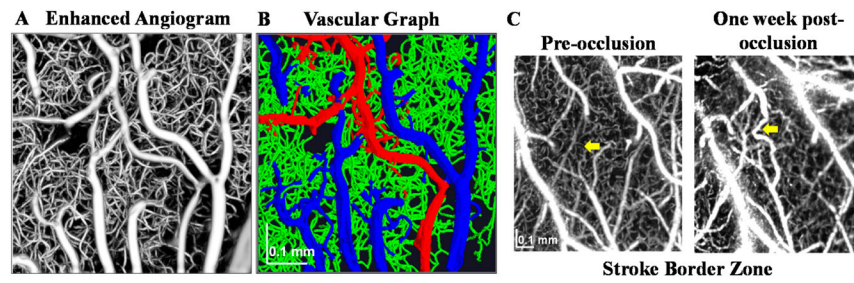 A Enhanced Angiogram
B Vascular Graph
0.1 mm
C
Pre-occlusion
One week post-
occlusion
0.1 mm
Stroke Border Zone